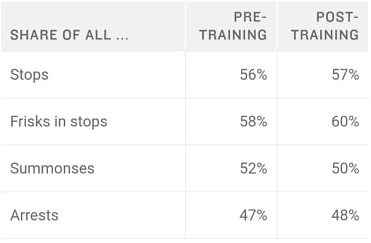 SHARE OF ALL ... PRE-TRAINING POST-TRAINING
Stops 56% 57%
Frisks in stops 58% 60%
Summonses 52% 50%
Arrests 47% 48%